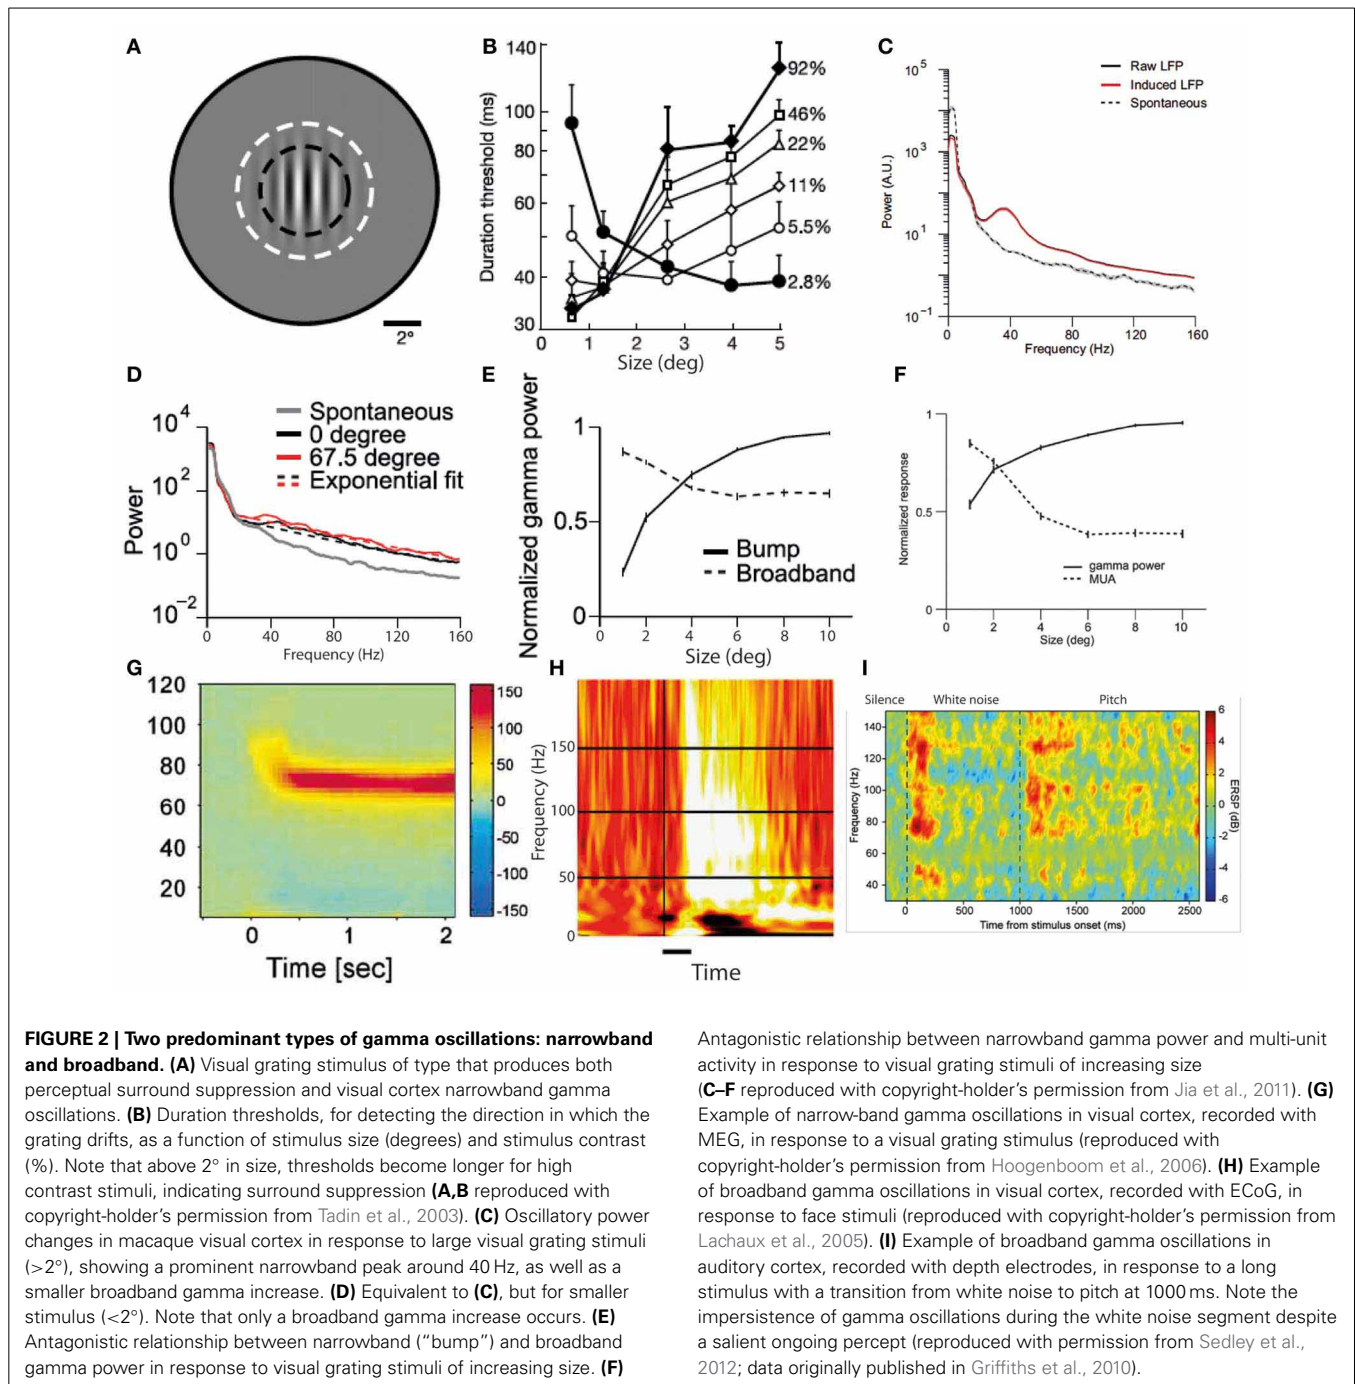 A
2°
B
140
100
80
60
40
30
Duration threshold (ms)
92%
46%
22%
11%
5.5%
2.8%
0 1 2 3 4 5
Size (deg)
C
Raw LFP
Induced LFP
Spontaneous
10^5
10^3
10^1
10^−1
Power (A.U.)
0 40 80 120 160
Frequency (Hz)
D
Spontaneous
0 degree
67.5 degree
Exponential fit
10^4
10^2
10^0
10^−2
Power
0 40 80 120 160
Frequency (Hz)
E
Normalized gamma power
1
0.5
0
Bump
Broadband
0 2 4 6 8 10
Size (deg)
F
Normalized response
1
0.5
0
gamma power
MUA
0 2 4 6 8 10
Size (deg)
G
120
100
80
60
40
20
0 1 2
Time [sec]
150
100
50
0
-50
-100
-150
H
Frequency (Hz)
150
100
50
0
Time
I
Silence White noise Pitch
140
120
100
80
60
40
Frequency (Hz)
0 500 1000 1500 2000 2500
Time from stimulus onset (ms)
6
4
2
0
-2
-4
-6
ERSP (dB)
FIGURE 2 | Two predominant types of gamma oscillations: narrowband
and broadband. (A) Visual grating stimulus of type that produces both
perceptual surround suppression and visual cortex narrowband gamma
oscillations. (B) Duration thresholds, for detecting the direction in which the
grating drifts, as a function of stimulus size (degrees) and stimulus contrast
(%). Note that above 2° in size, thresholds become longer for high
contrast stimuli, indicating surround suppression (A,B reproduced with
copyright-holder's permission from Tadin et al., 2003). (C) Oscillatory power
changes in macaque visual cortex in response to large visual grating stimuli
(>2°), showing a prominent narrowband peak around 40 Hz, as well as a
smaller broadband gamma increase. (D) Equivalent to (C), but for smaller
stimulus (<2°). Note that only a broadband gamma increase occurs. (E)
Antagonistic relationship between narrowband ("bump") and broadband
gamma power in response to visual grating stimuli of increasing size. (F)
Antagonistic relationship between narrowband gamma power and multi-unit
activity in response to visual grating stimuli of increasing size
(C–F reproduced with copyright-holder's permission from Jia et al., 2011). (G)
Example of narrow-band gamma oscillations in visual cortex, recorded with
MEG, in response to a visual grating stimulus (reproduced with
copyright-holder's permission from Hoogenboom et al., 2006). (H) Example
of broadband gamma oscillations in visual cortex, recorded with ECoG, in
response to face stimuli (reproduced with copyright-holder's permission from
Lachaux et al., 2005). (I) Example of broadband gamma oscillations in
auditory cortex, recorded with depth electrodes, in response to a long
stimulus with a transition from white noise to pitch at 1000 ms. Note the
impersistence of gamma oscillations during the white noise segment despite
a salient ongoing percept (reproduced with permission from Sedley et al.,
2012; data originally published in Griffiths et al., 2010).